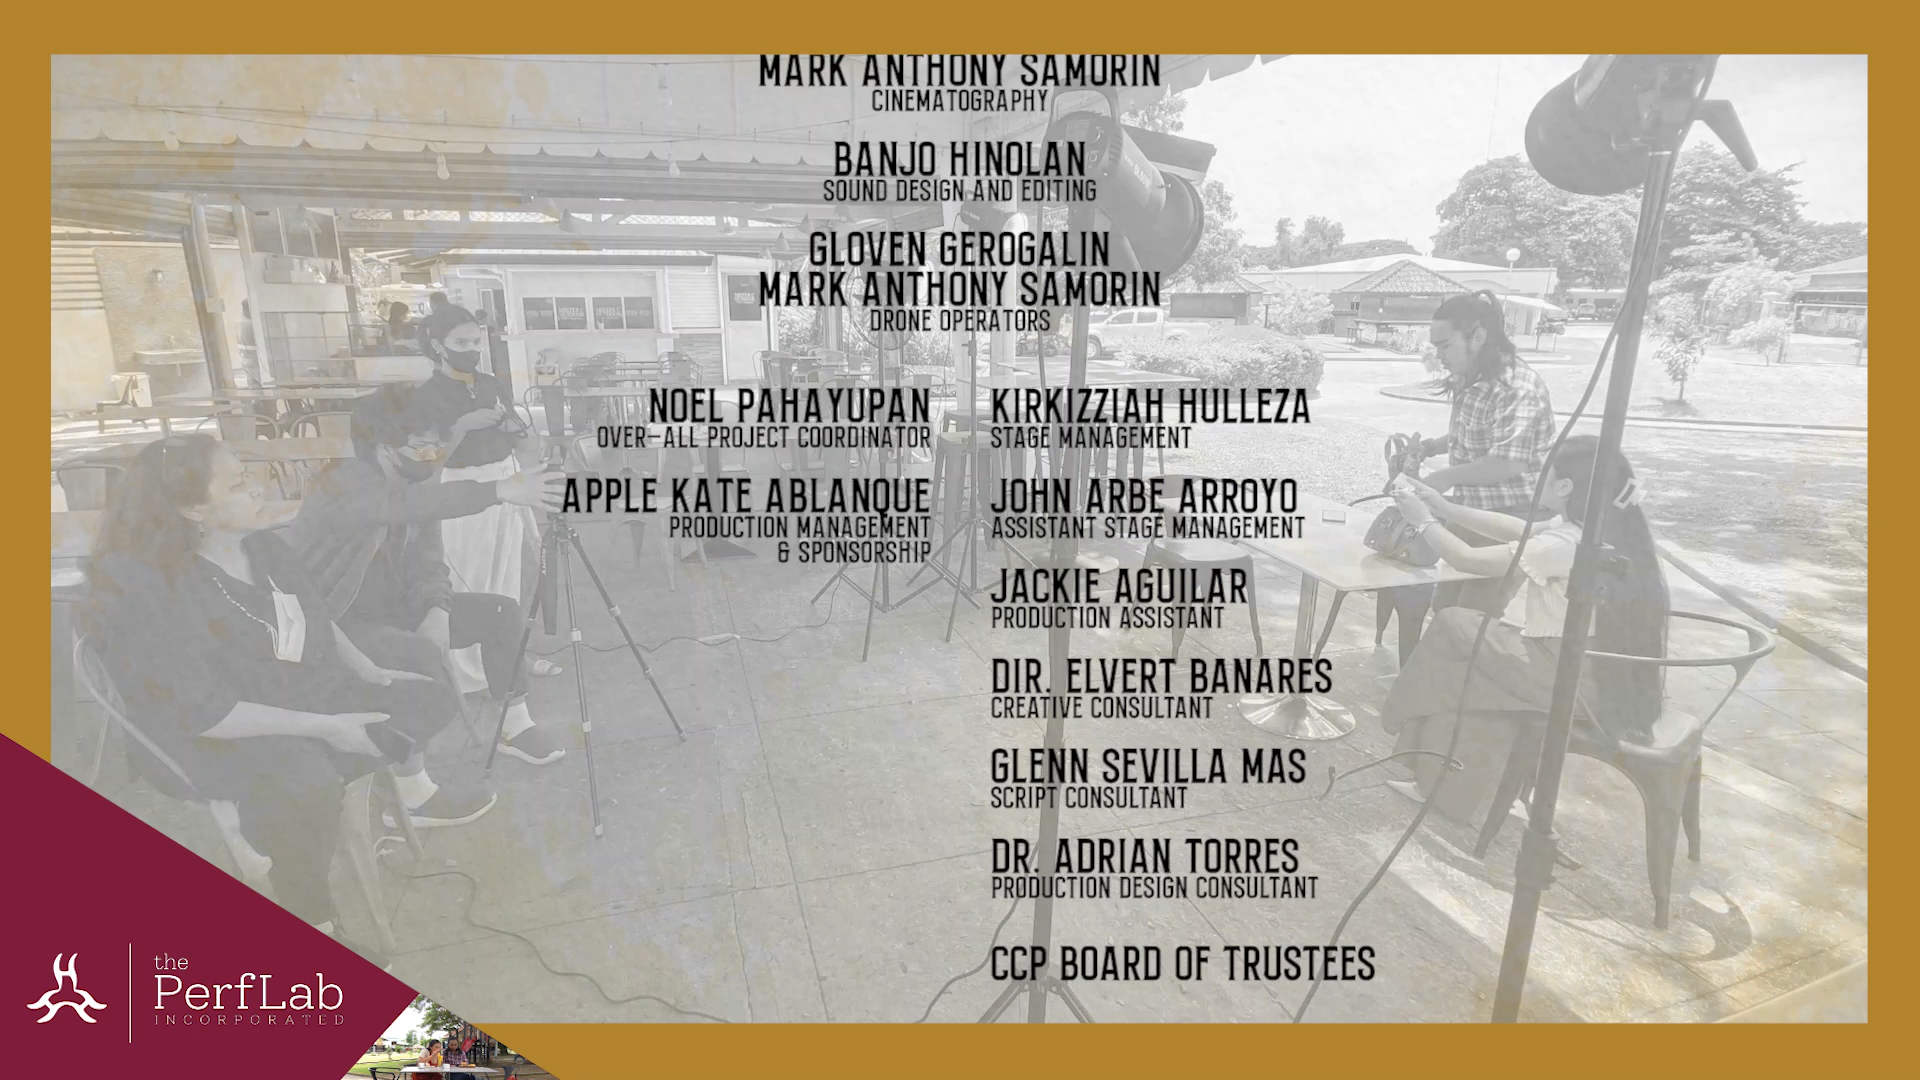 MARK ANTHONY SAMORIN
CINEMATOGRAPHY
BANJO HINOLAN
SOUND DESIGN AND EDITING
GLOVEN GEROGALIN
MARK ANTHONY SAMORIN
DRONE OPERATORS
NOEL PAHAYUPAN
OVER-ALL PROJECT COORDINATOR
APPLE KATE ABLANQUE
PRODUCTION MANAGEMENT
& SPONSORSHIP
KIRKIZZIAH HULLEZA
STAGE MANAGEMENT
JOHN ARBE ARROYO
ASSISTANT STAGE MANAGEMENT
JACKIE AGUILAR
PRODUCTION ASSISTANT
DIR. ELVERT BANARES
CREATIVE CONSULTANT
GLENN SEVILLA MAS
SCRIPT CONSULTANT
DR. ADRIAN TORRES
PRODUCTION DESIGN CONSULTANT
CCP BOARD OF TRUSTEES
the
PerfLab
INCORPORATED